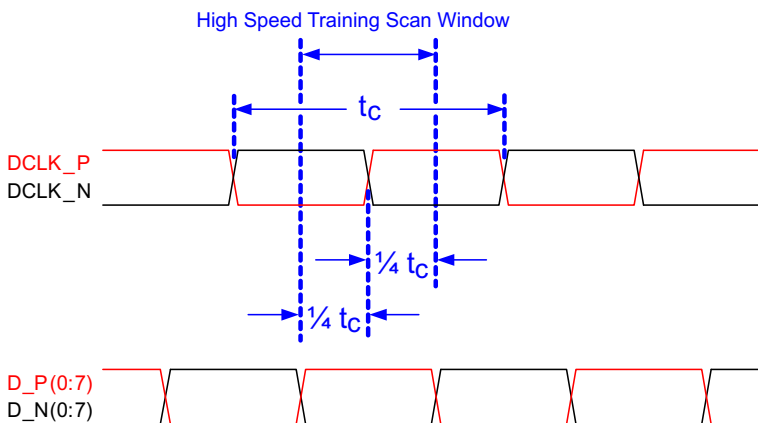 High Speed Training Scan Window
tC
DCLK_P
DCLK_N
¼ tC
¼ tC
D_P(0:7)
D_N(0:7)